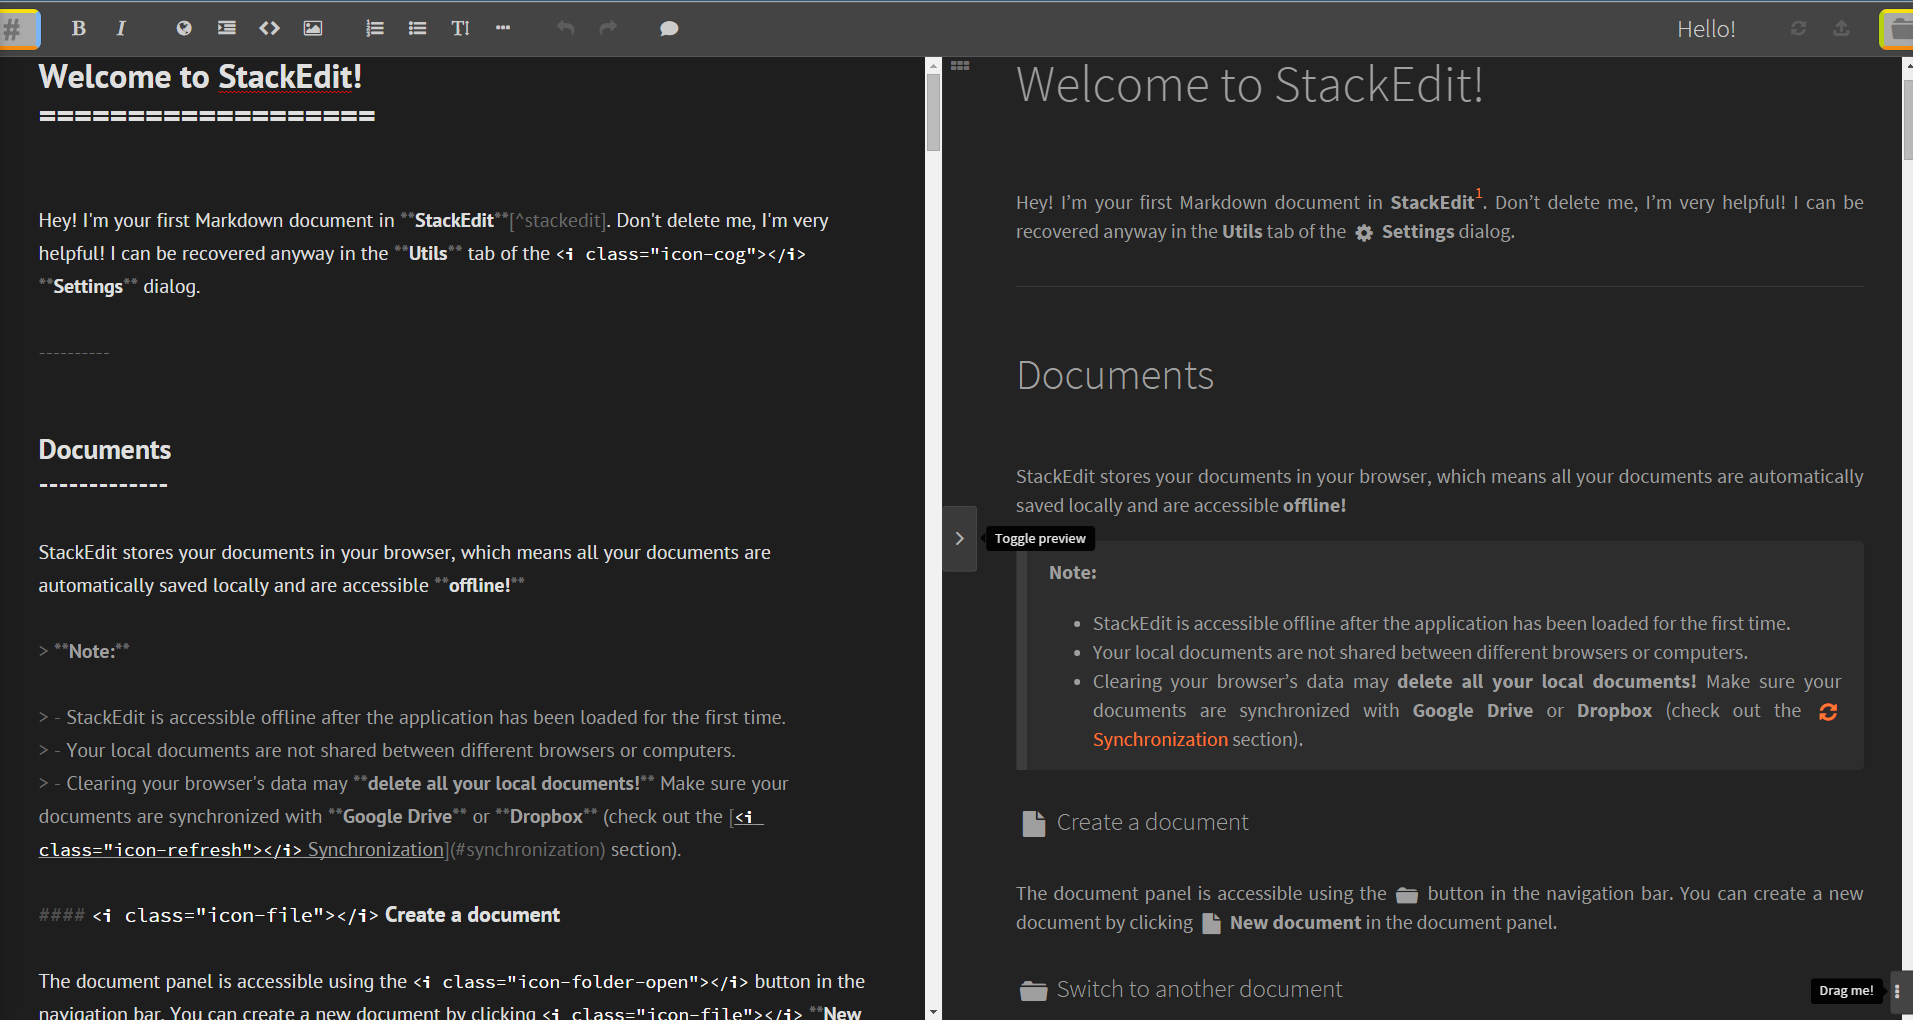 #
B
I
Hello!
Welcome to StackEdit!
===================
Hey! I'm your first Markdown document in **StackEdit**[^stackedit]. Don't delete me, I'm very
helpful! I can be recovered anyway in the **Utils** tab of the <i class="icon-cog"></i>
**Settings** dialog.
----------
Documents
-------------
StackEdit stores your documents in your browser, which means all your documents are
automatically saved locally and are accessible **offline!**
> **Note:**
> - StackEdit is accessible offline after the application has been loaded for the first time.
> - Your local documents are not shared between different browsers or computers.
> - Clearing your browser's data may **delete all your local documents!** Make sure your
documents are synchronized with **Google Drive** or **Dropbox** (check out the [<i
class="icon-refresh"></i> Synchronization](#synchronization) section).
#### <i class="icon-file"></i> Create a document
The document panel is accessible using the <i class="icon-folder-open"></i> button in the
navigation bar. You can create a new document by clicking <i class="icon-file"></i> **New
Welcome to StackEdit!
Hey! I’m your first Markdown document in StackEdit1. Don’t delete me, I’m very helpful! I can be
recovered anyway in the Utils tab of the Settings dialog.
Documents
StackEdit stores your documents in your browser, which means all your documents are automatically
saved locally and are accessible offline!
Toggle preview
Note:
• StackEdit is accessible offline after the application has been loaded for the first time.
• Your local documents are not shared between different browsers or computers.
• Clearing your browser’s data may delete all your local documents! Make sure your
documents are synchronized with Google Drive or Dropbox (check out the
Synchronization section).
Create a document
The document panel is accessible using the button in the navigation bar. You can create a new
document by clicking New document in the document panel.
Switch to another document
Drag me!